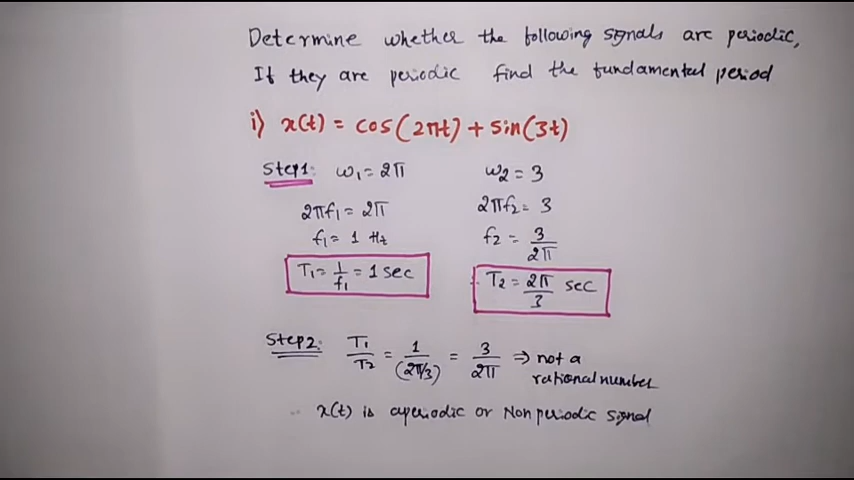 Determine whether the following signals are periodic,
If they are periodic find the fundamental period
i) x(t) = cos(2πt) + sin(3t)
Step1: ω₁ = 2π ω₂ = 3
2πf₁ = 2π 2πf₂ = 3
f₁ = 1 Hz f₂ = 3/2π
T₁ = 1/f₁ = 1 sec T₂ = 2π/3 sec
Step2: T₁/T₂ = 1/(2π/3) = 3/2π ⇒ not a
rational number
x(t) is aperiodic or Non periodic signal